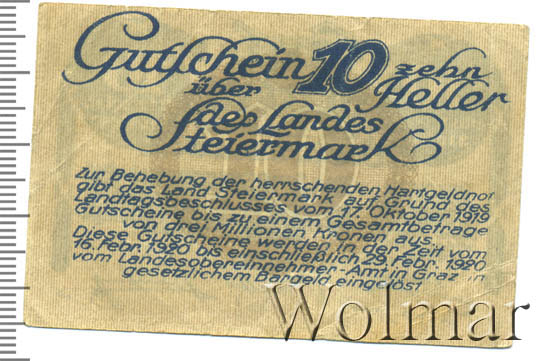 Gutschein 10 zehn
über Heller
des Landes
Steiermark
Zur Behebung der herrschenden Hartgeldnot
gibt das Land Steiermark auf Grund des
Landtagsbeschlusses vom 17. Oktober 1919
Gutscheine bis zu einem Gesamtbetrage
von drei Millionen Kronen aus.
Diese Gutscheine werden in der Zeit vom
16. Febr. 1920 bis einschließlich 29. Febr. 1920
vom Landesobereinnehmer-Amt in Graz in
gesetzlichem Bargeld eingelöst
Wolmar